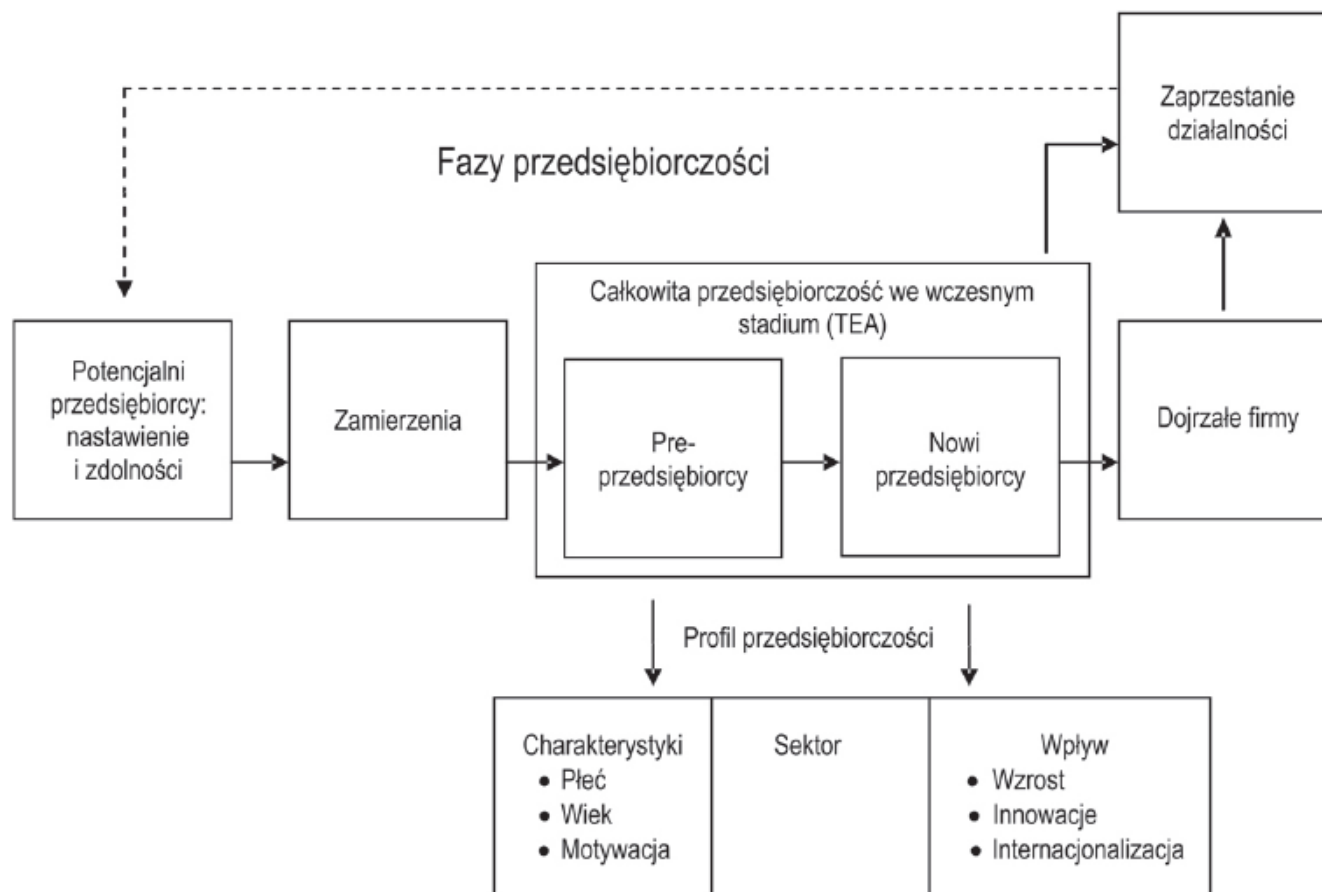 Zaprzestanie
działalności
Fazy przedsiębiorczości
Całkowita przedsiębiorczość we wczesnym
stadium (TEA)
Potencjalni
przedsiębiorcy:
nastawienie
i zdolności
Zamierzenia
Pre-
przedsiębiorcy
Nowi
przedsiębiorcy
Dojrzałe firmy
Profil przedsiębiorczości
Charakterystyki
• Płeć
• Wiek
• Motywacja
Sektor
Wpływ
• Wzrost
• Innowacje
• Internacjonalizacja